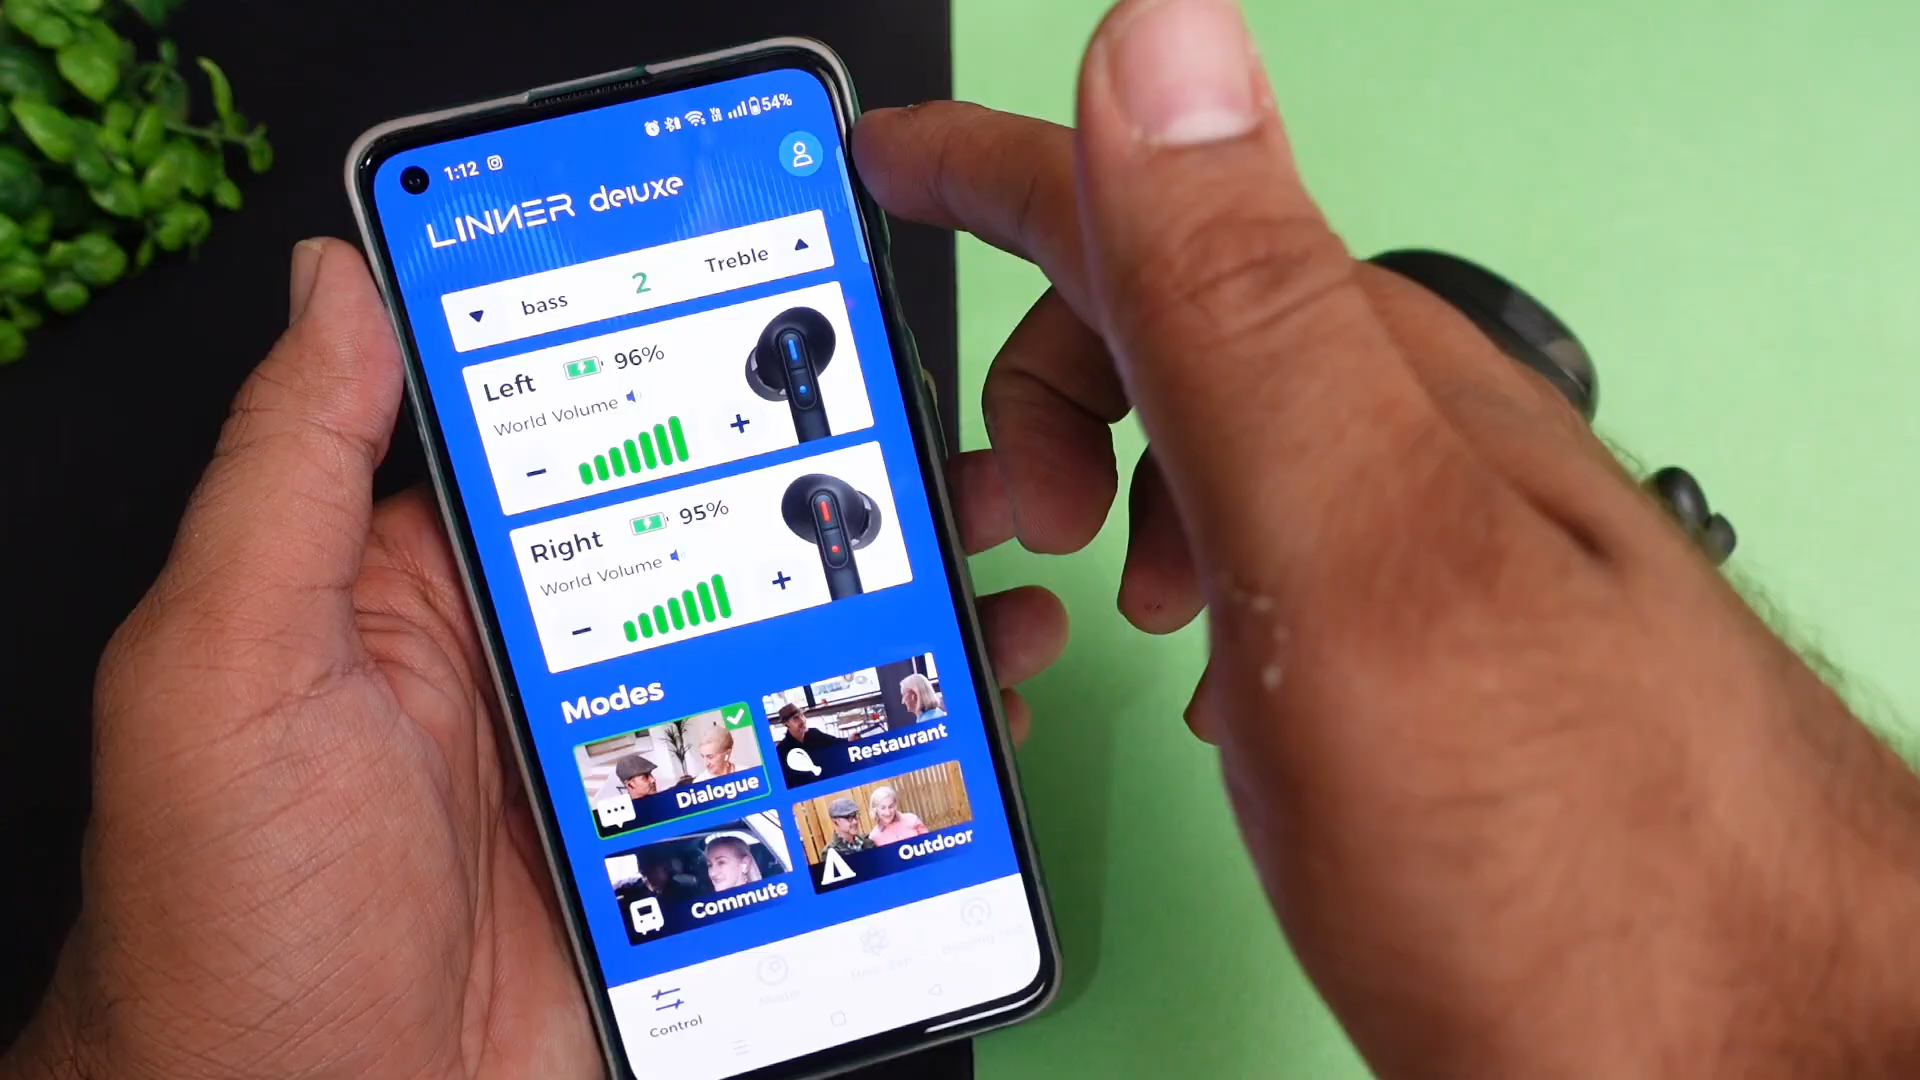 1:12
54%
LINNER deluxe
bass 2 Treble
Left 96%
World Volume
Right 95%
World Volume
Modes
Dialogue
Restaurant
Commute
Outdoor
Control